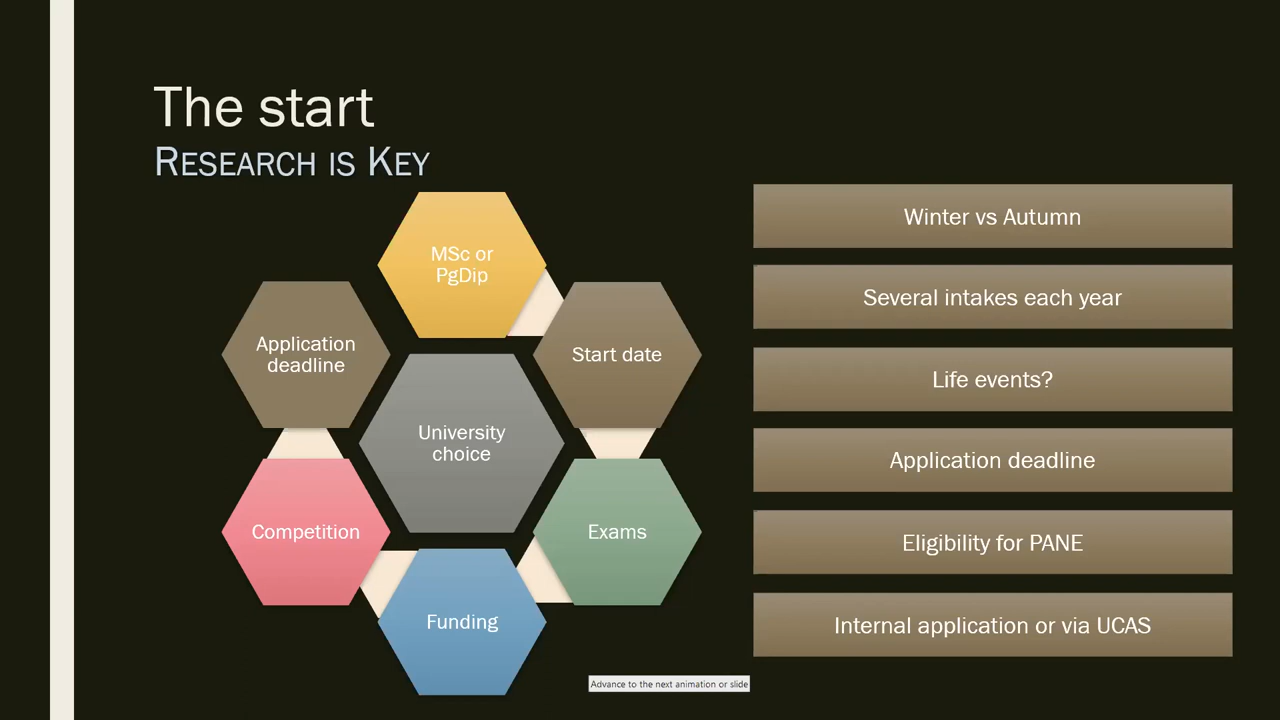 The start
RESEARCH IS KEY
MSc or
PgDip
Application
deadline
Start date
University
choice
Competition
Exams
Funding
Winter vs Autumn
Several intakes each year
Life events?
Application deadline
Eligibility for PANE
Internal application or via UCAS
Advance to the next animation or slide